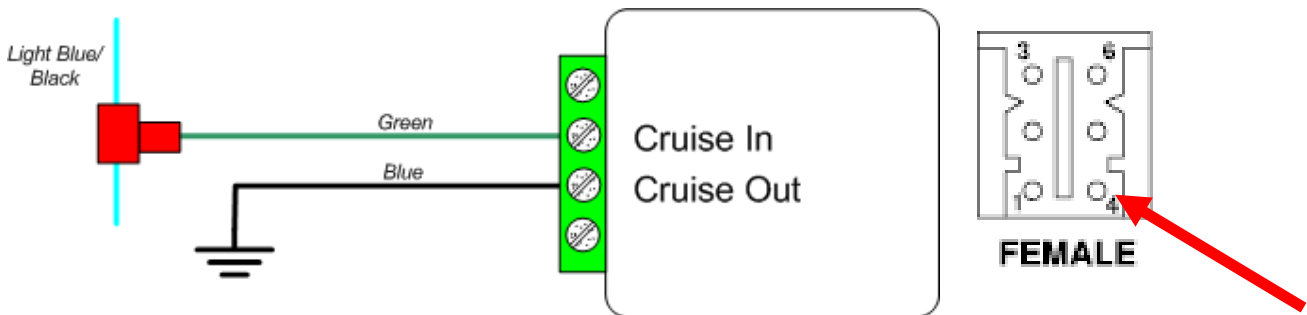 Light Blue/
Black
Green
Blue
Cruise In
Cruise Out
3 6
1 4
FEMALE